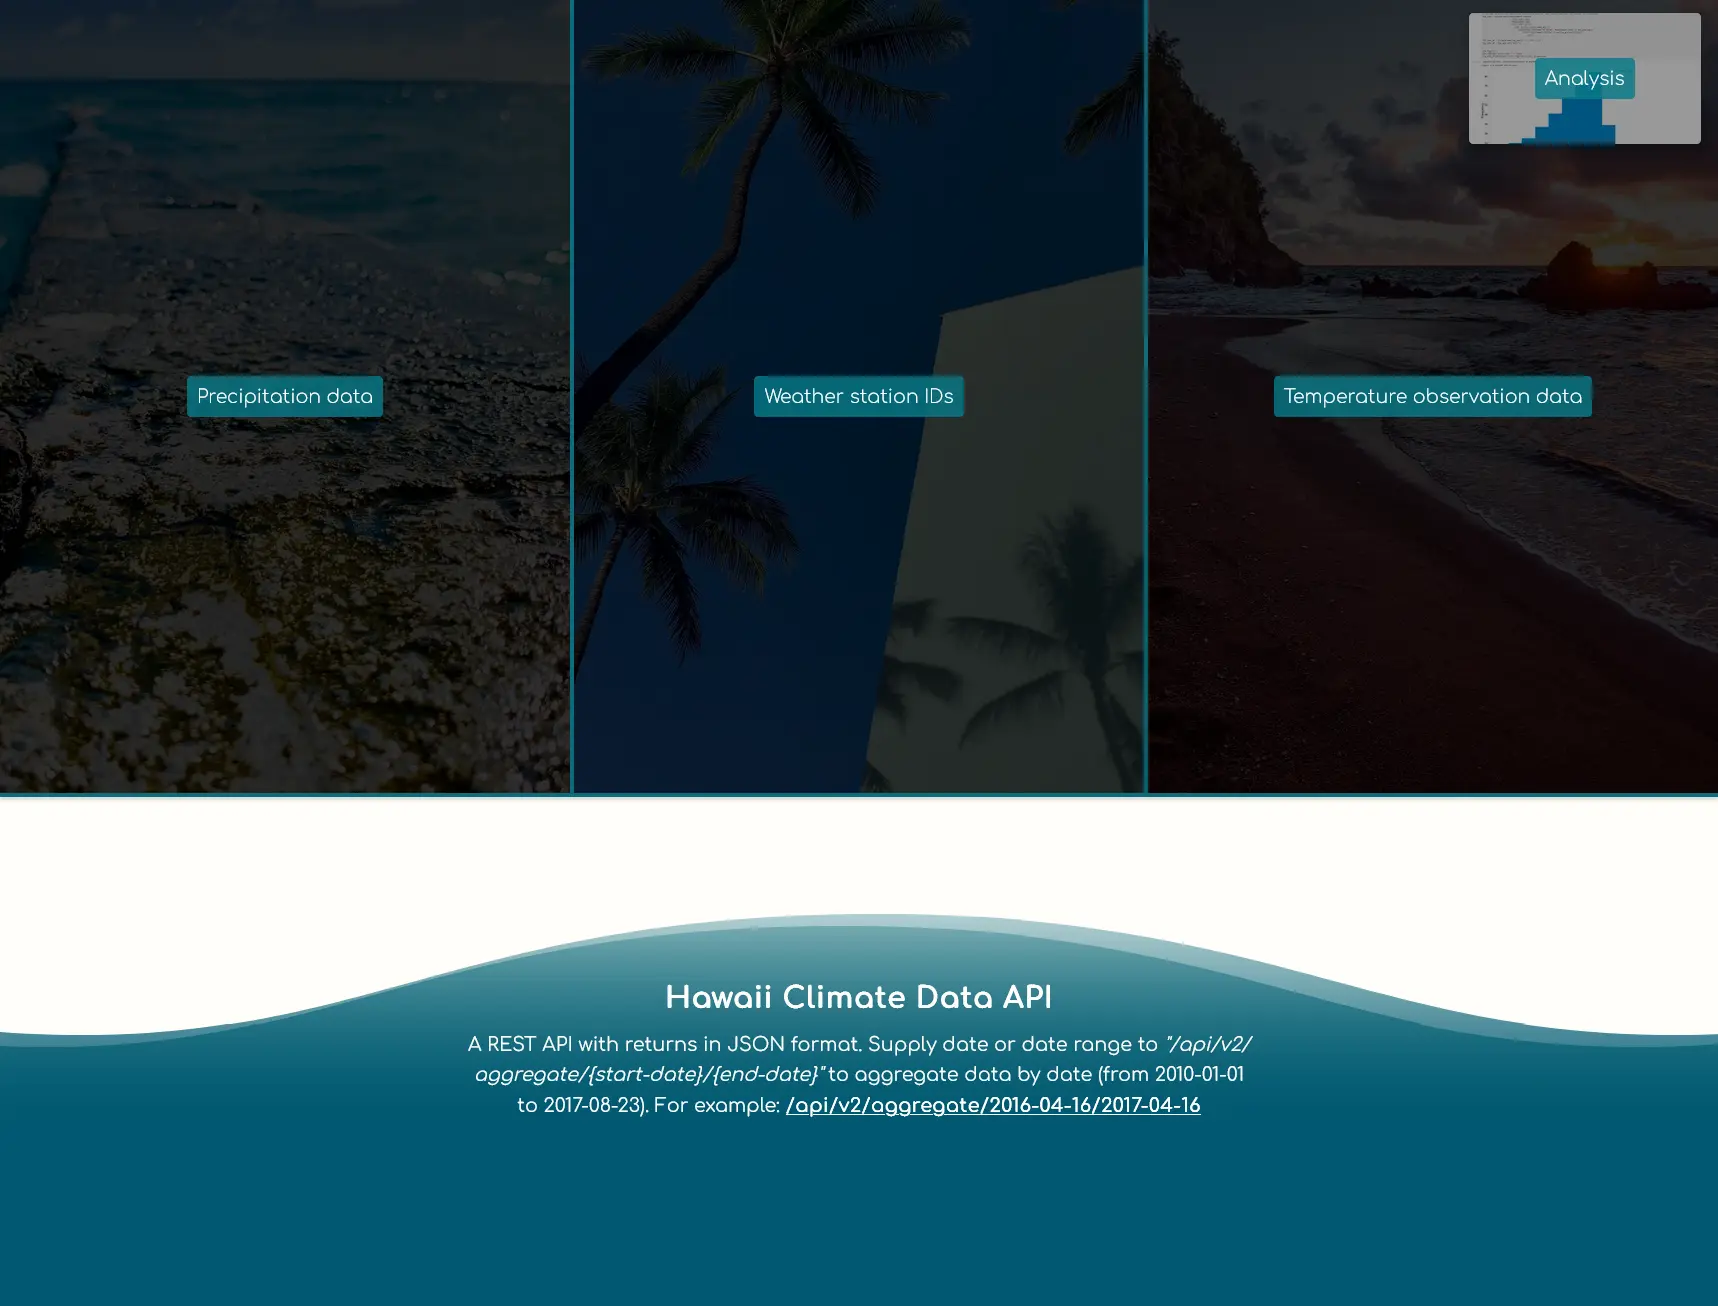 Analysis
Precipitation data
Weather station IDs
Temperature observation data
Hawaii Climate Data API
A REST API with returns in JSON format. Supply date or date range to "/api/v2/
aggregate/{start-date}/{end-date}" to aggregate data by date (from 2010-01-01
to 2017-08-23). For example: /api/v2/aggregate/2016-04-16/2017-04-16